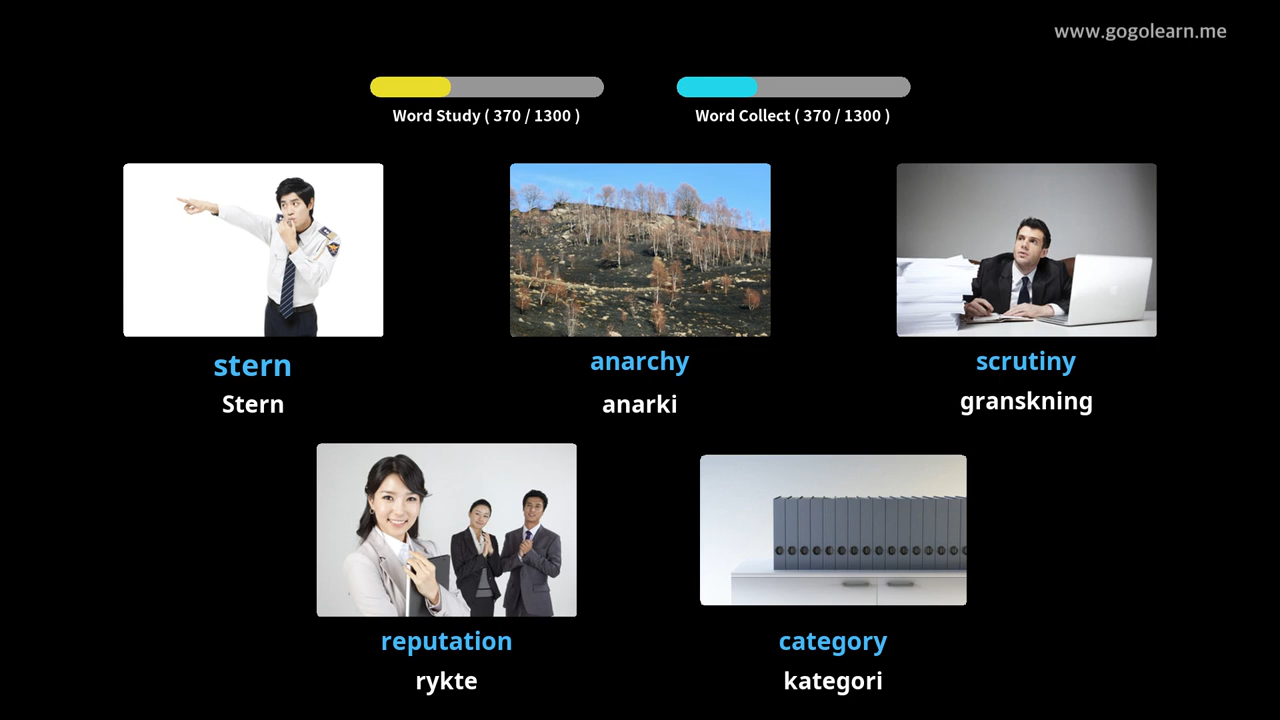 www.gogolearn.me
Word Study ( 370 / 1300 )
Word Collect ( 370 / 1300 )
stern
Stern
anarchy
anarki
scrutiny
granskning
reputation
rykte
category
kategori